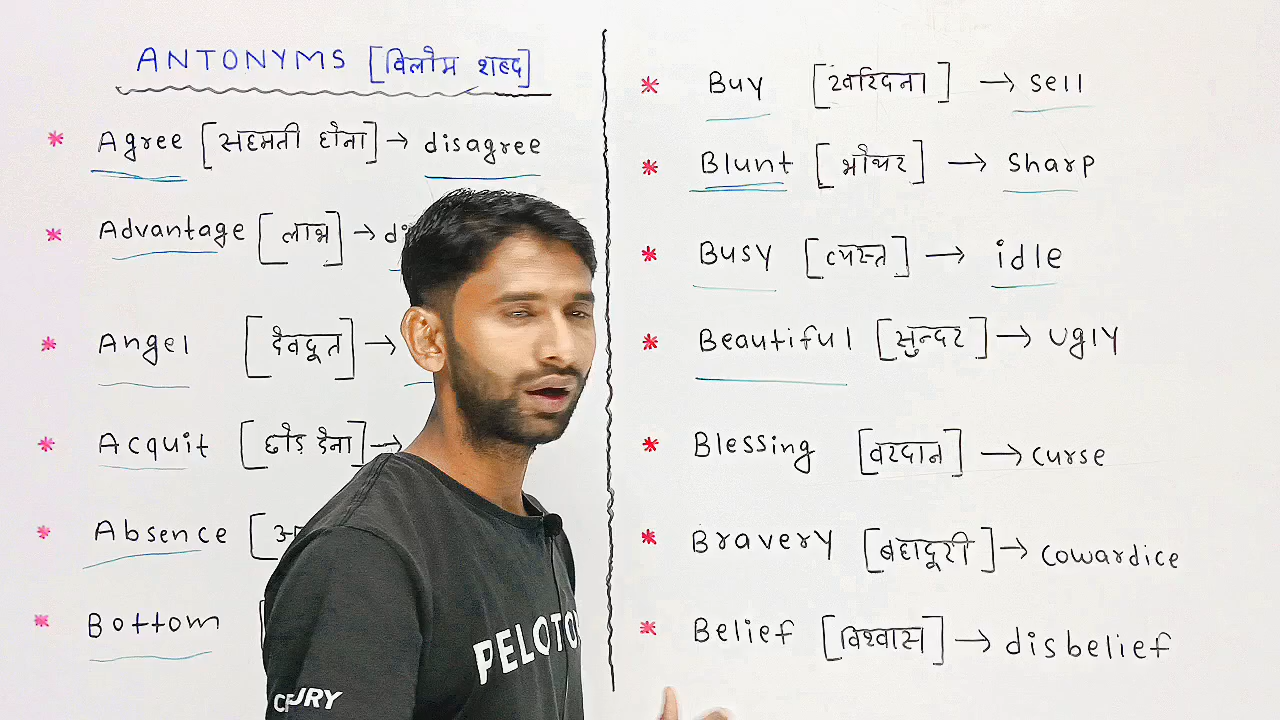 ANTONYMS [विलोम शब्द]
* Agree [सहमती होना] → disagree
* Advantage [लाभ] → di
* Angel [देवदूत] →
* Acquit [छोड़ देना] →
* Absence [अ
* Bottom [
* Buy [खरिदना] → sell
* Blunt [भोथर] → sharp
* Busy [व्यस्त] → idle
* Beautiful [सुन्दर] → ugly
* Blessing [वरदान] → curse
* Bravery [बहादूरी] → cowardice
* Belief [विश्वास] → disbelief
PELOTO